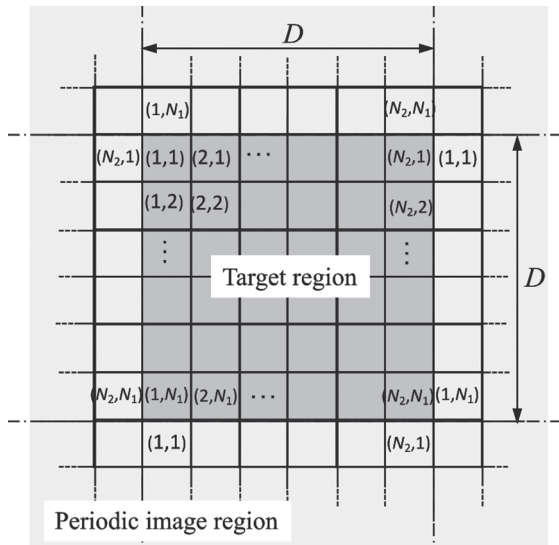 D
(1,N₁) (N₂,N₁)
(N₂,1) (1,1) (2,1) ... (N₂,1) (1,1)
(1,2) (2,2) (N₂,2)
⋮ ⋮
Target region
D
(N₂,N₁) (1,N₁) (2,N₁) ... (N₂,N₁) (1,N₁)
(1,1) (N₂,1)
Periodic image region